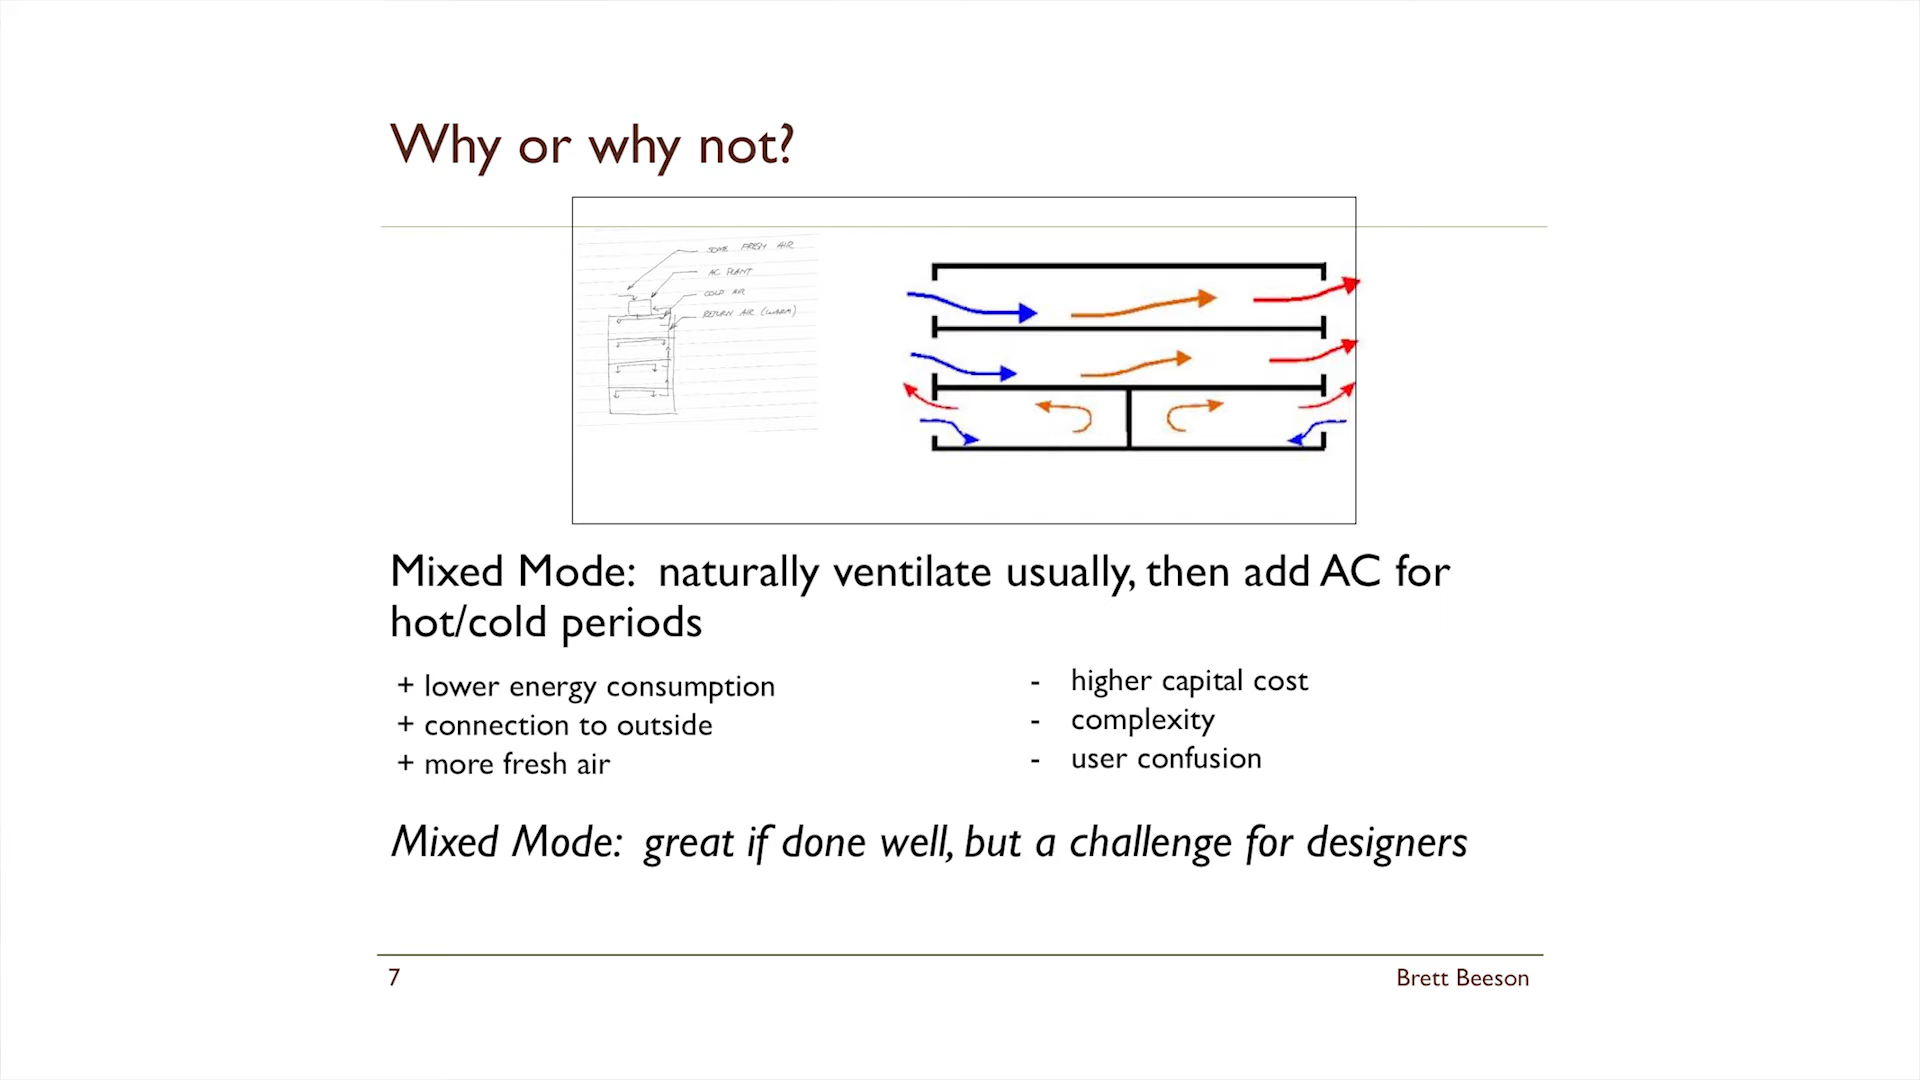 Why or why not?
SOME FRESH AIR
AC PLANT
COLD AIR
RETURN AIR (WARM)
Mixed Mode: naturally ventilate usually, then add AC for
hot/cold periods
+ lower energy consumption
+ connection to outside
+ more fresh air
- higher capital cost
- complexity
- user confusion
Mixed Mode: great if done well, but a challenge for designers
7
Brett Beeson